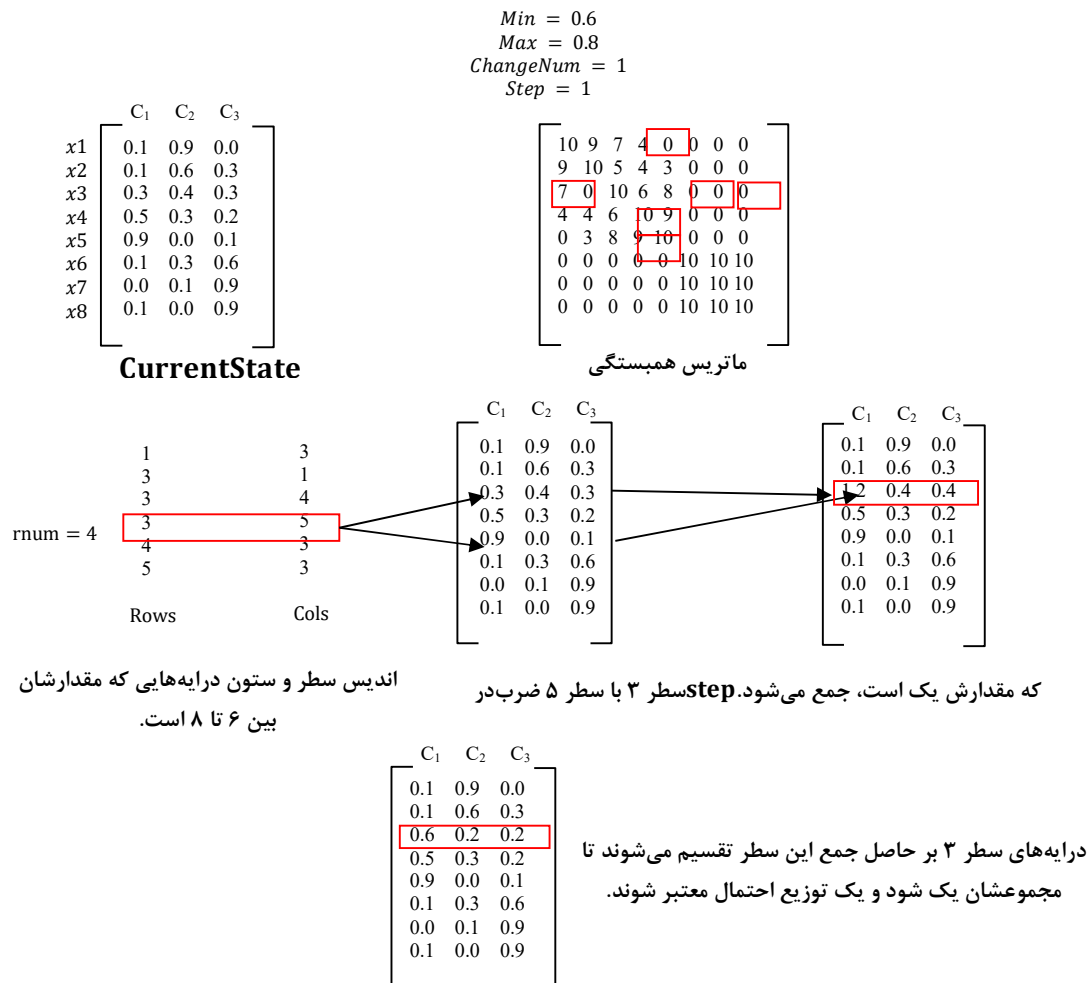 Min = 0.6
Max = 0.8
ChangeNum = 1
Step = 1
C₁ C₂ C₃
x1 0.1 0.9 0.0
x2 0.1 0.6 0.3
x3 0.3 0.4 0.3
x4 0.5 0.3 0.2
x5 0.9 0.0 0.1
x6 0.1 0.3 0.6
x7 0.0 0.1 0.9
x8 0.1 0.0 0.9
CurrentState
10 9 7 4 0 0 0 0
9 10 5 4 3 0 0 0
7 0 10 6 8 0 0 0
4 4 6 10 9 0 0 0
0 3 8 9 10 0 0 0
0 0 0 0 0 10 10 10
0 0 0 0 0 10 10 10
0 0 0 0 0 10 10 10
ماتریس همبستگی
1 3
3 1
3 4
rnum = 4 3 5
4 3
5 3
Rows Cols
اندیس سطر و ستون درایه‌هایی که مقدارشان
بین ۶ تا ۸ است.
C₁ C₂ C₃
0.1 0.9 0.0
0.1 0.6 0.3
0.3 0.4 0.3
0.5 0.3 0.2
0.9 0.0 0.1
0.1 0.3 0.6
0.0 0.1 0.9
0.1 0.0 0.9
C₁ C₂ C₃
0.1 0.9 0.0
0.1 0.6 0.3
1.2 0.4 0.4
0.5 0.3 0.2
0.9 0.0 0.1
0.1 0.3 0.6
0.0 0.1 0.9
0.1 0.0 0.9
که مقدارش یک است، جمع می‌شود.stepسطر ۳ با سطر ۵ ضرب‌در
C₁ C₂ C₃
0.1 0.9 0.0
0.1 0.6 0.3
0.6 0.2 0.2
0.5 0.3 0.2
0.9 0.0 0.1
0.1 0.3 0.6
0.0 0.1 0.9
0.1 0.0 0.9
درایه‌های سطر ۳ بر حاصل جمع این سطر تقسیم می‌شوند تا
مجموعشان یک شود و یک توزیع احتمال معتبر شوند.